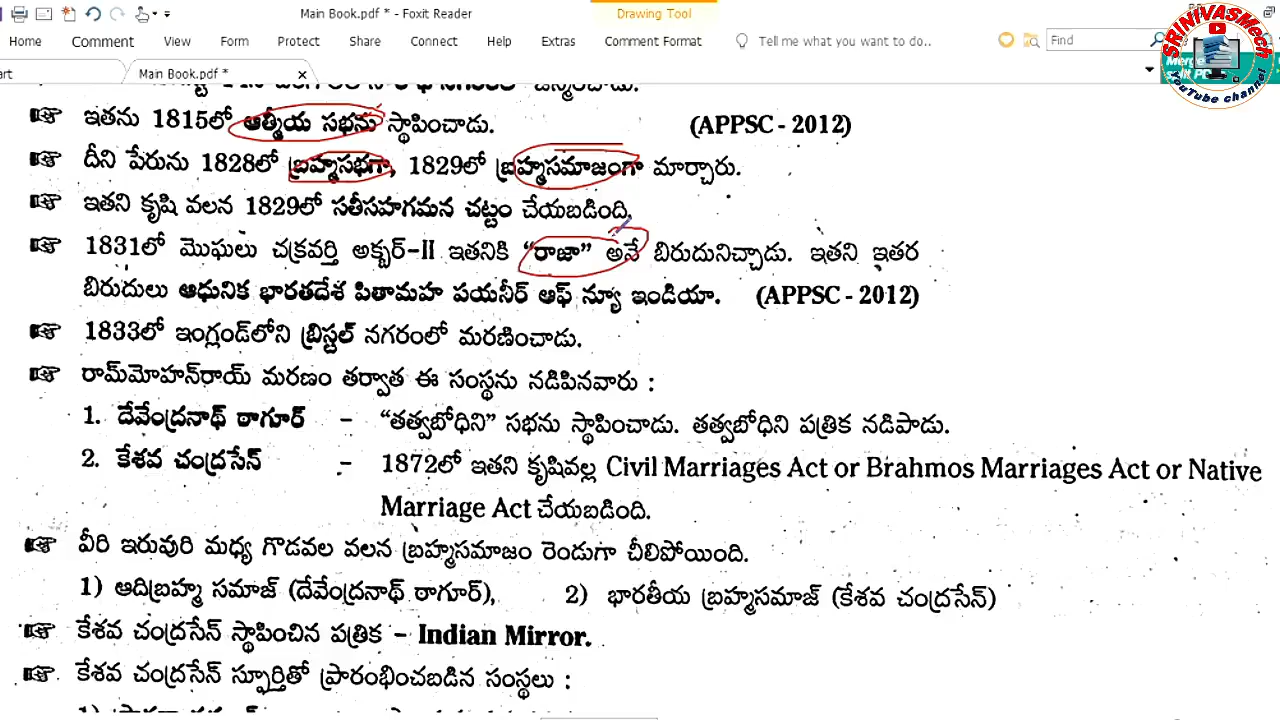 Main Book.pdf * - Foxit Reader
Drawing Tool
Home Comment View Form Protect Share Connect Help Extras Comment Format Tell me what you want to do.. Find
Main Book.pdf *
SRINIVASMech
YouTube channel
ఇతను 1815లో ఆత్మీయ సభను స్థాపించాడు. (APPSC - 2012)
దీని పేరును 1828లో బ్రహ్మసభగా, 1829లో బ్రహ్మసమాజంగా మార్చారు.
ఇతని కృషి వలన 1829లో సతీసహగమన చట్టం చేయబడింది.
1831లో మొఘలు చక్రవర్తి అక్బర్-II ఇతనికి “రాజా” అనే బిరుదునిచ్చాడు. ఇతని ఇతర
బిరుదులు ఆధునిక భారతదేశ పితామహ పయనీర్ ఆఫ్ న్యూ ఇండియా. (APPSC - 2012)
1833లో ఇంగ్లండ్‌లోని బ్రిస్టల్ నగరంలో మరణించాడు.
రామ్‌మోహన్‌రాయ్ మరణం తర్వాత ఈ సంస్థను నడిపినవారు :
1. దేవేంద్రనాథ్ ఠాగూర్ - “తత్వబోధిని” సభను స్థాపించాడు. తత్వబోధిని పత్రిక నడిపాడు.
2. కేశవ చంద్రసేన్ - 1872లో ఇతని కృషివల్ల Civil Marriages Act or Brahmos Marriages Act or Native
Marriage Act చేయబడింది.
వీరి ఇరువురి మధ్య గొడవల వలన బ్రహ్మసమాజం రెండుగా చీలిపోయింది.
1) ఆదిబ్రహ్మ సమాజ్ (దేవేంద్రనాథ్ ఠాగూర్), 2) భారతీయ బ్రహ్మసమాజ్ (కేశవ చంద్రసేన్)
కేశవ చంద్రసేన్ స్థాపించిన పత్రిక - Indian Mirror.
కేశవ చంద్రసేన్ స్ఫూర్తితో ప్రారంభించబడిన సంస్థలు :